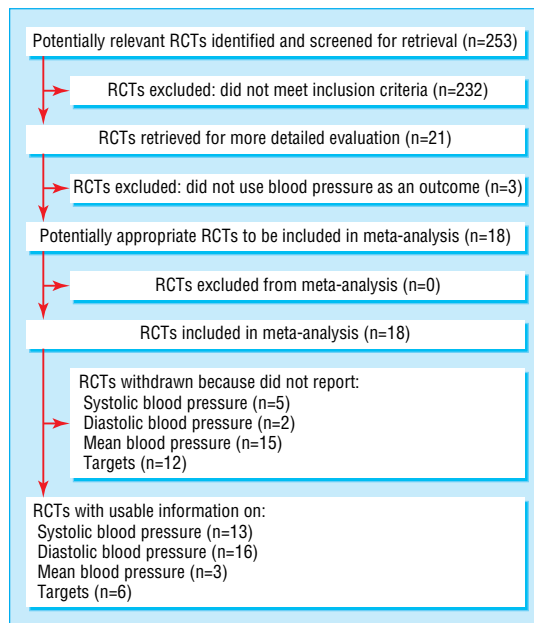 Potentially relevant RCTs identified and screened for retrieval (n=253)
RCTs excluded: did not meet inclusion criteria (n=232)
RCTs retrieved for more detailed evaluation (n=21)
RCTs excluded: did not use blood pressure as an outcome (n=3)
Potentially appropriate RCTs to be included in meta-analysis (n=18)
RCTs excluded from meta-analysis (n=0)
RCTs included in meta-analysis (n=18)
RCTs withdrawn because did not report:
Systolic blood pressure (n=5)
Diastolic blood pressure (n=2)
Mean blood pressure (n=15)
Targets (n=12)
RCTs with usable information on:
Systolic blood pressure (n=13)
Diastolic blood pressure (n=16)
Mean blood pressure (n=3)
Targets (n=6)